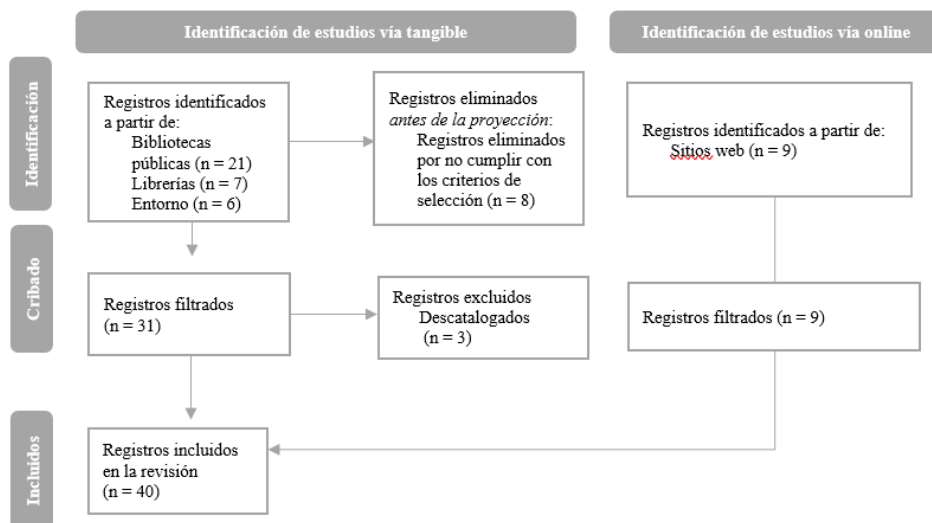 Identificación de estudios vía tangible
Identificación de estudios vía online
Identificación
Registros identificados
a partir de:
Bibliotecas
públicas (n = 21)
Librerías (n = 7)
Entorno (n = 6)
Registros eliminados
antes de la proyección:
Registros eliminados
por no cumplir con
los criterios de
selección (n = 8)
Registros identificados a partir de:
Sitios web (n = 9)
Cribado
Registros filtrados
(n = 31)
Registros excluidos
Descatalogados
(n = 3)
Registros filtrados (n = 9)
Incluidos
Registros incluidos
en la revisión
(n = 40)